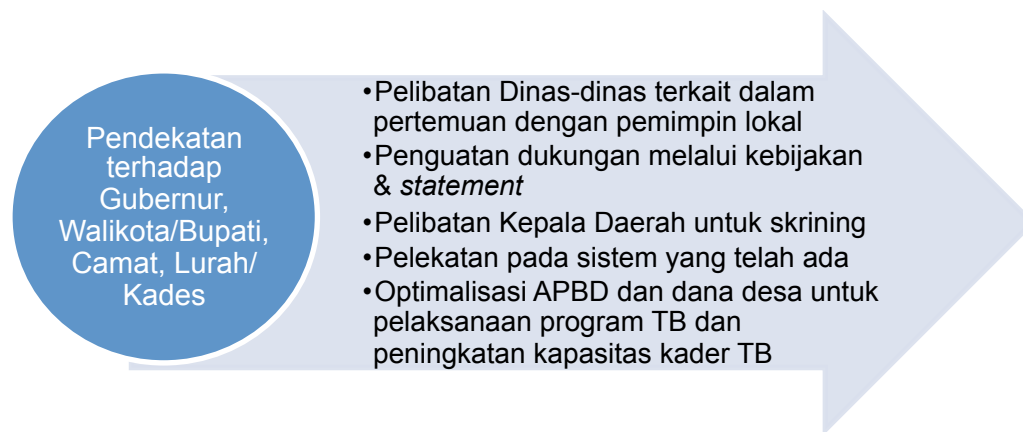 Pendekatan
terhadap
Gubernur,
Walikota/Bupati,
Camat, Lurah/
Kades
•Pelibatan Dinas-dinas terkait dalam
pertemuan dengan pemimpin lokal
•Penguatan dukungan melalui kebijakan
& statement
•Pelibatan Kepala Daerah untuk skrining
•Pelekatan pada sistem yang telah ada
•Optimalisasi APBD dan dana desa untuk
pelaksanaan program TB dan
peningkatan kapasitas kader TB